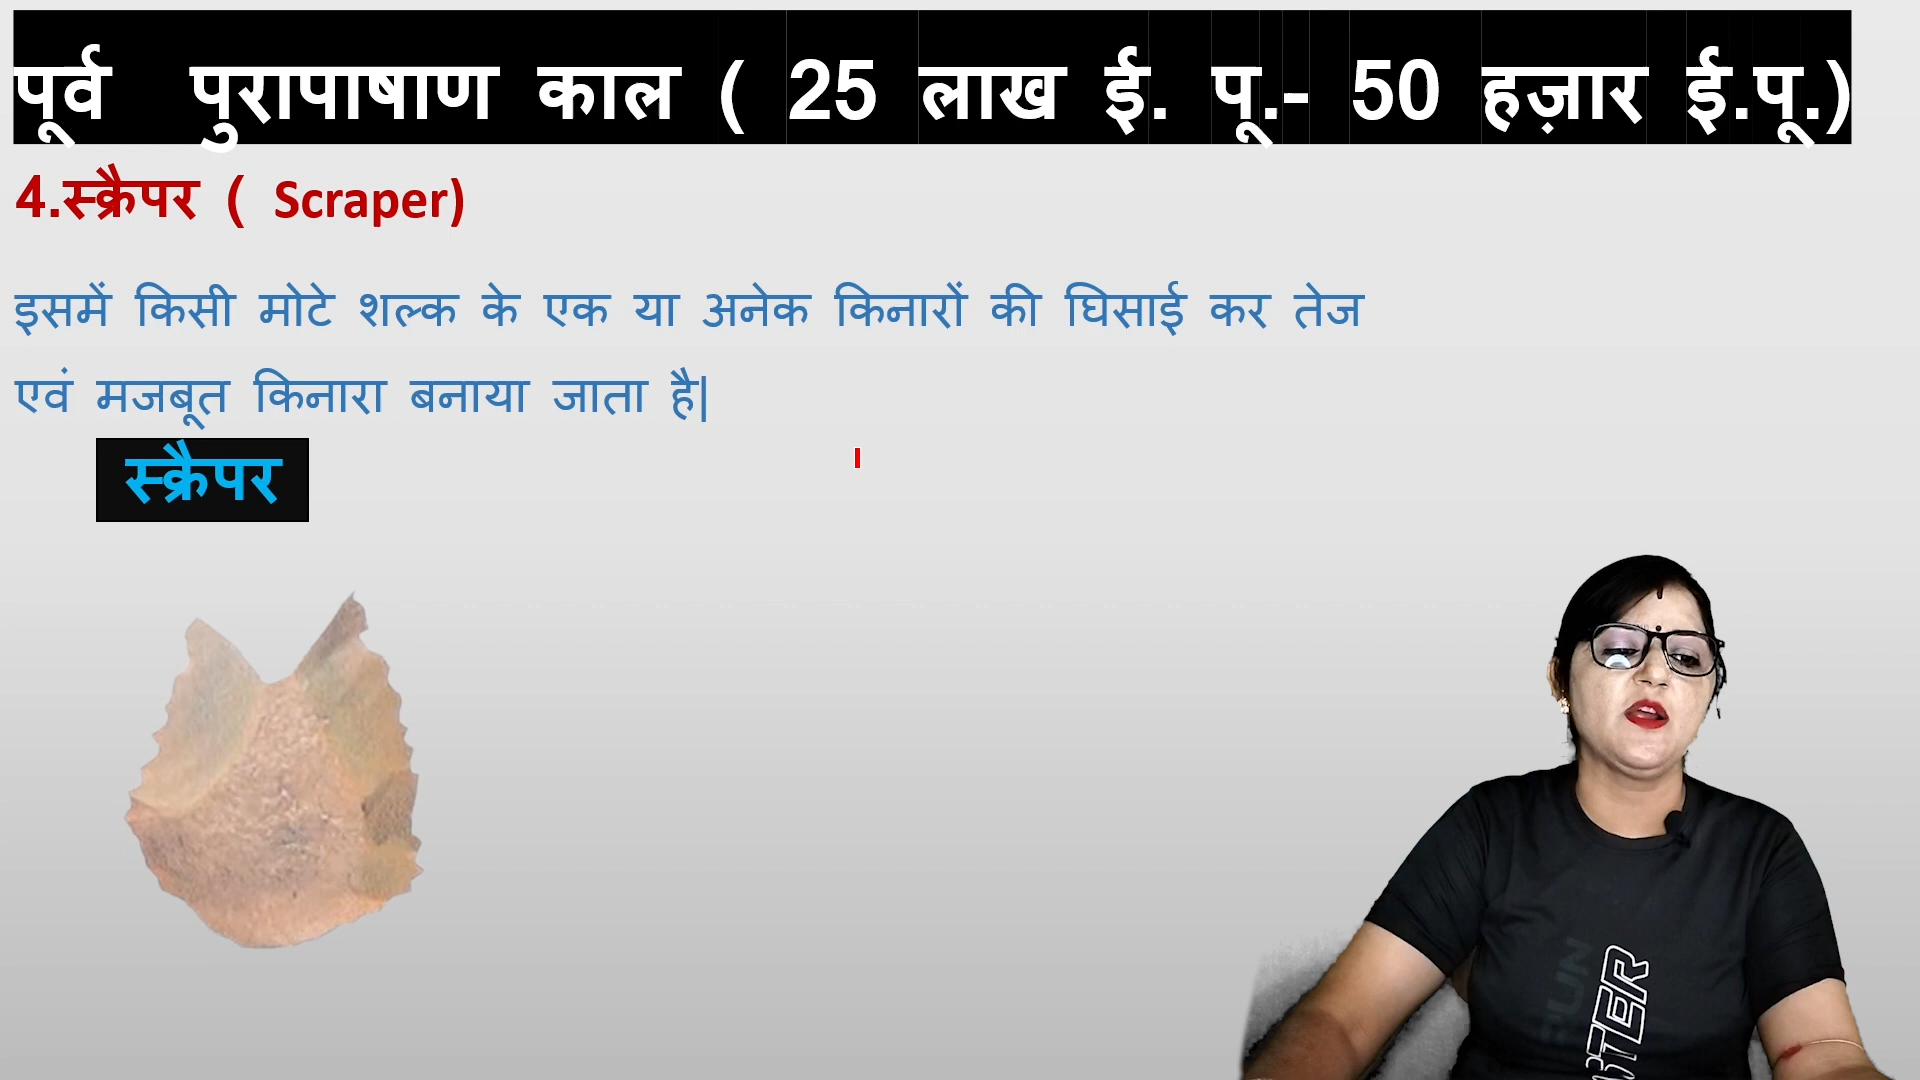 पूर्व पुरापाषाण काल ( 25 लाख ई. पू.- 50 हज़ार ई.पू.)
4.स्क्रैपर ( Scraper)
इसमें किसी मोटे शल्क के एक या अनेक किनारों की घिसाई कर तेज
एवं मजबूत किनारा बनाया जाता है|
स्क्रैपर